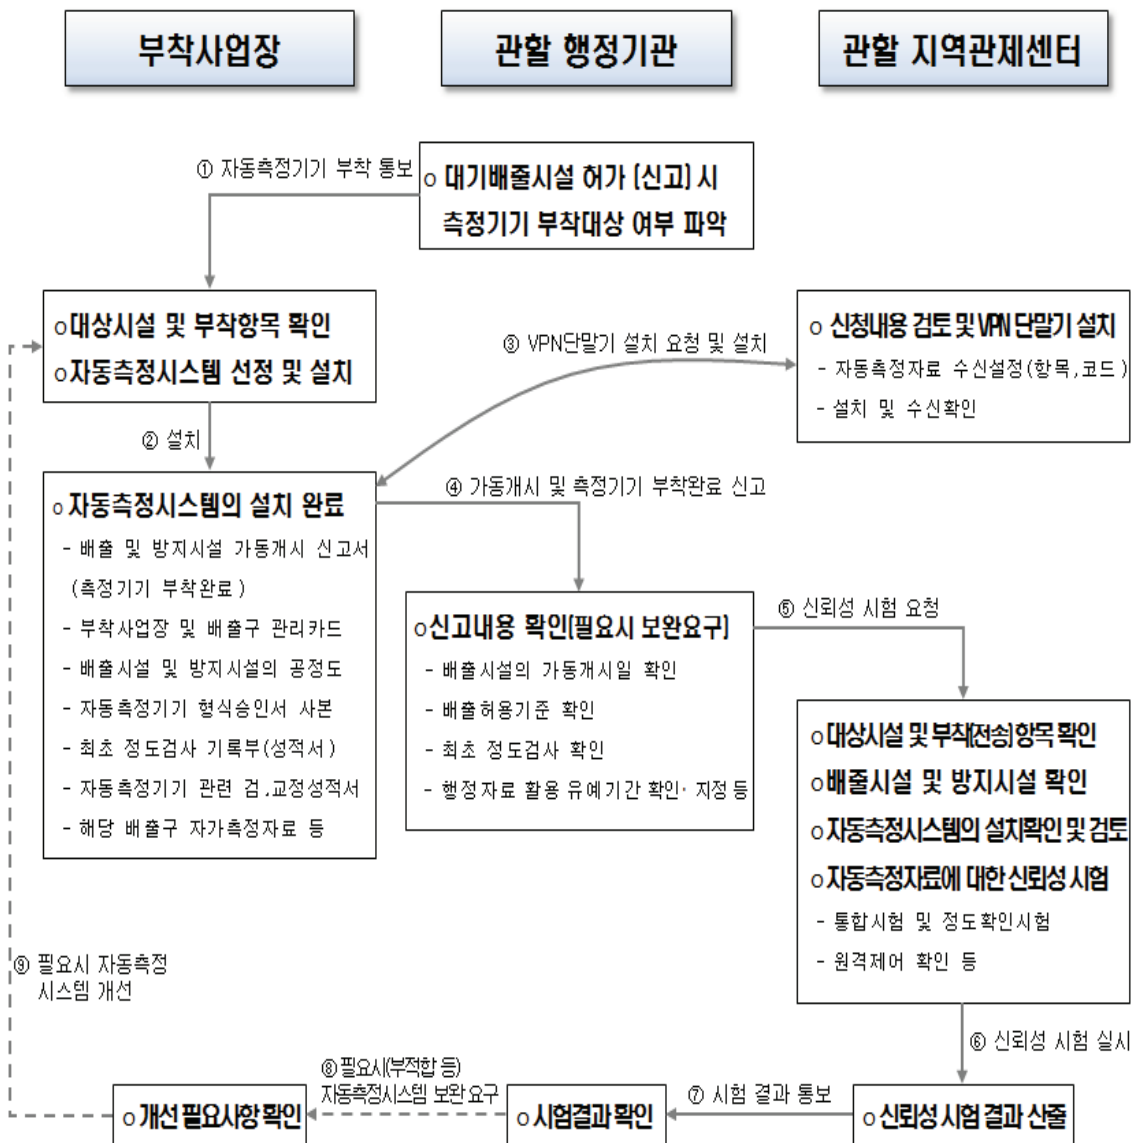 부착사업장
관할 행정기관
관할 지역관제센터
① 자동측정기기 부착 통보
o 대기배출시설 허가 (신고) 시
측정기기 부착대상 여부 파악
o대상시설 및 부착항목 확인
o자동측정시스템 선정 및 설치
③ VPN단말기 설치 요청 및 설치
o 신청내용 검토 및 VPN 단말기 설치
- 자동측정자료 수신설정(항목,코드)
- 설치 및 수신확인
② 설치
o 자동측정시스템의 설치 완료
- 배출 및 방지시설 가동개시 신고서
(측정기기 부착완료)
- 부착사업장 및 배출구 관리카드
- 배출시설 및 방지시설의 공정도
- 자동측정기기 형식승인서 사본
- 최초 정도검사 기록부(성적서)
- 자동측정기기 관련 검,교정성적서
- 해당 배출구 자가측정자료 등
④ 가동개시 및 측정기기 부착완료 신고
o신고내용 확인(필요시 보완요구)
- 배출시설의 가동개시일 확인
- 배출허용기준 확인
- 최초 정도검사 확인
- 행정자료 활용 유예기간 확인· 지정 등
⑤ 신뢰성 시험 요청
o대상시설 및 부착(전송) 항목 확인
o배출시설 및 방지시설 확인
o자동측정시스템의 설치확인 및 검토
o자동측정자료에 대한 신뢰성 시험
- 통합시험 및 정도확인시험
- 원격제어 확인 등
⑨ 필요시 자동측정
시스템 개선
⑥ 신뢰성 시험 실시
⑧ 필요시(부적합 등)
자동측정시스템 보완 요구
⑦ 시험 결과 통보
o 개선 필요사항 확인
o 시험결과 확인
o 신뢰성 시험 결과 산출